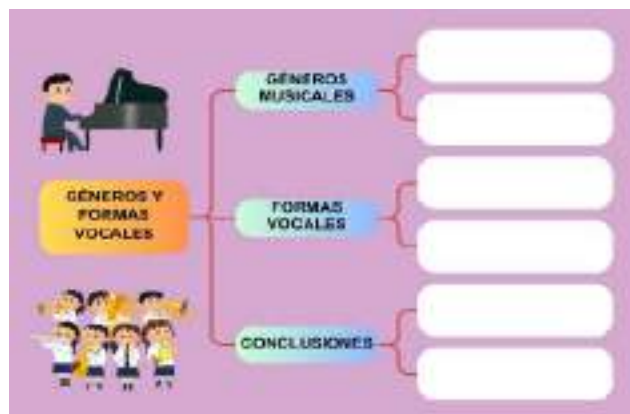 GÉNEROS Y
FORMAS
VOCALES
GÉNEROS
MUSICALES
FORMAS
VOCALES
CONCLUSIONES